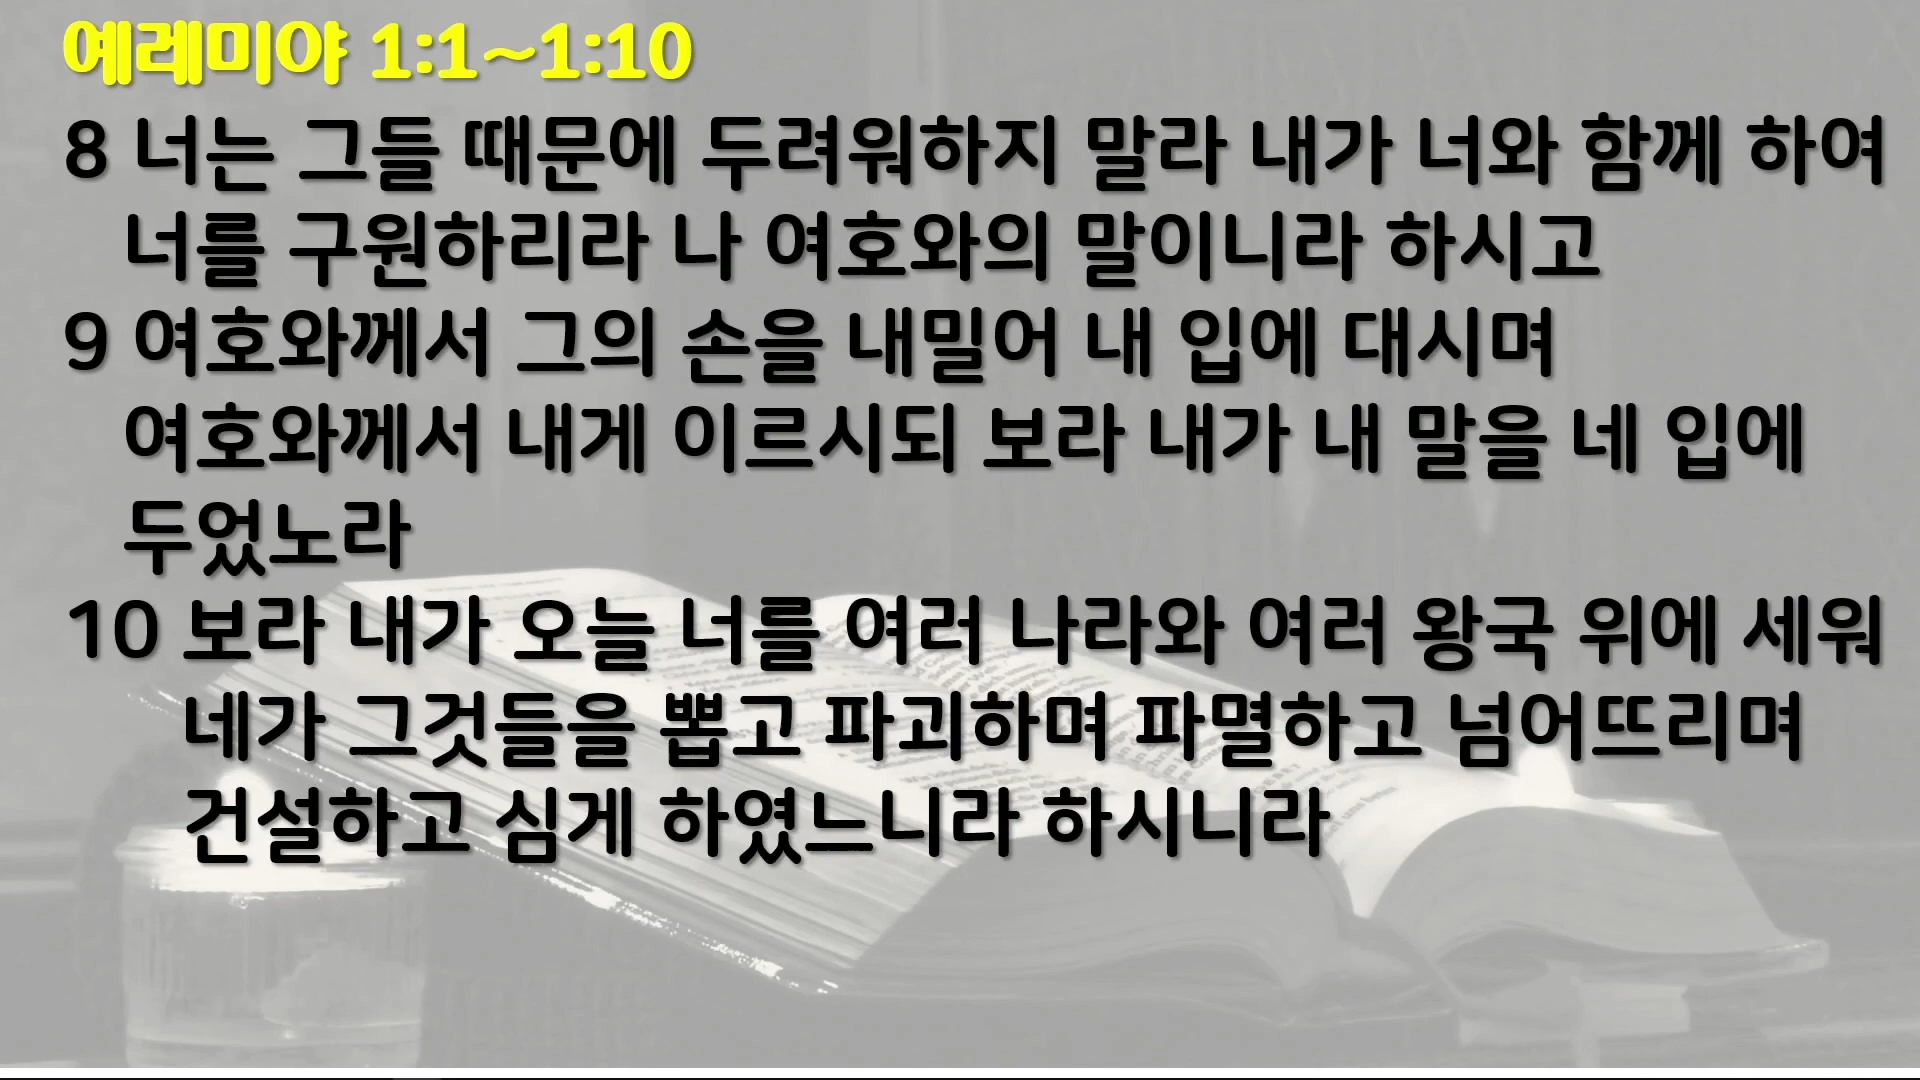 예레미야 1:1~1:10
8 너는 그들 때문에 두려워하지 말라 내가 너와 함께 하여
너를 구원하리라 나 여호와의 말이니라 하시고
9 여호와께서 그의 손을 내밀어 내 입에 대시며
여호와께서 내게 이르시되 보라 내가 내 말을 네 입에
두었노라
10 보라 내가 오늘 너를 여러 나라와 여러 왕국 위에 세워
네가 그것들을 뽑고 파괴하며 파멸하고 넘어뜨리며
건설하고 심게 하였느니라 하시니라